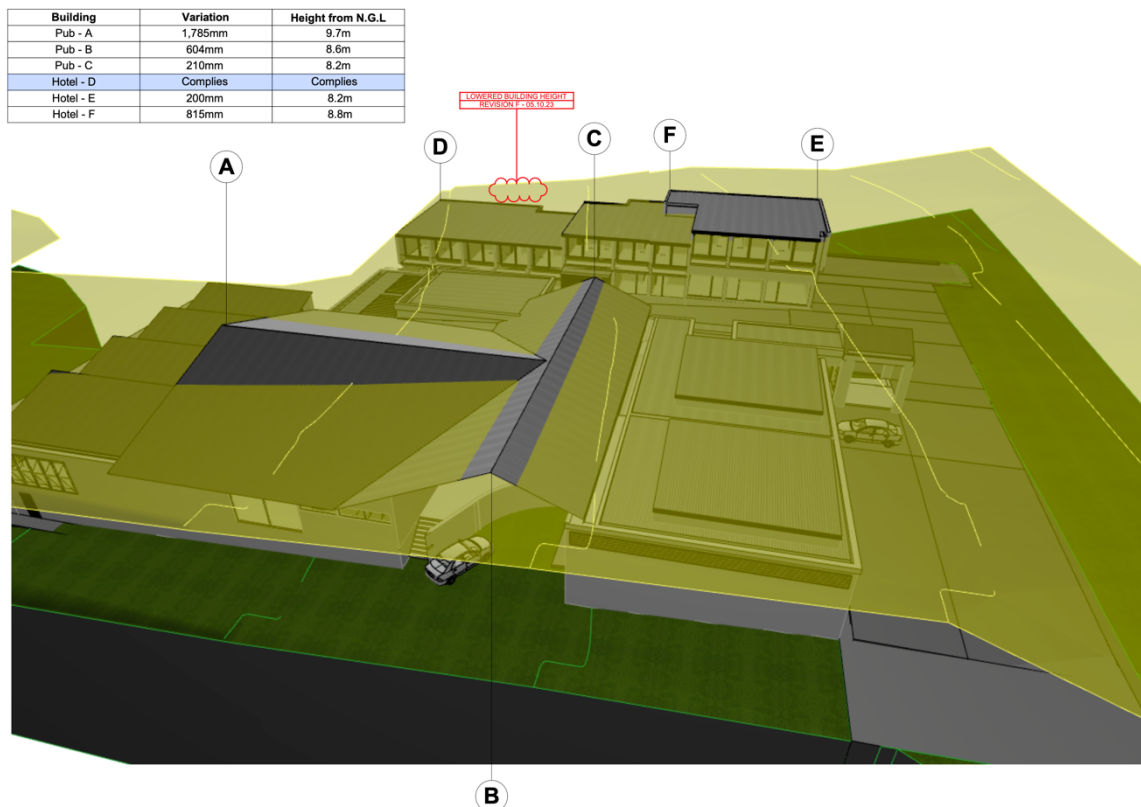 Building Variation Height from N.G.L
Pub - A 1,785mm 9.7m
Pub - B 604mm 8.6m
Pub - C 210mm 8.2m
Hotel - D Complies Complies
Hotel - E 200mm 8.2m
Hotel - F 815mm 8.8m
LOWERED BUILDING HEIGHT
REVISION F - 05.10.23
A
D
C
F
E
B